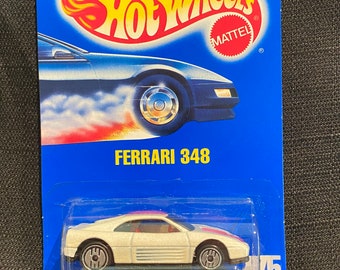 Hot Wheels
®
MATTEL
FERRARI 348